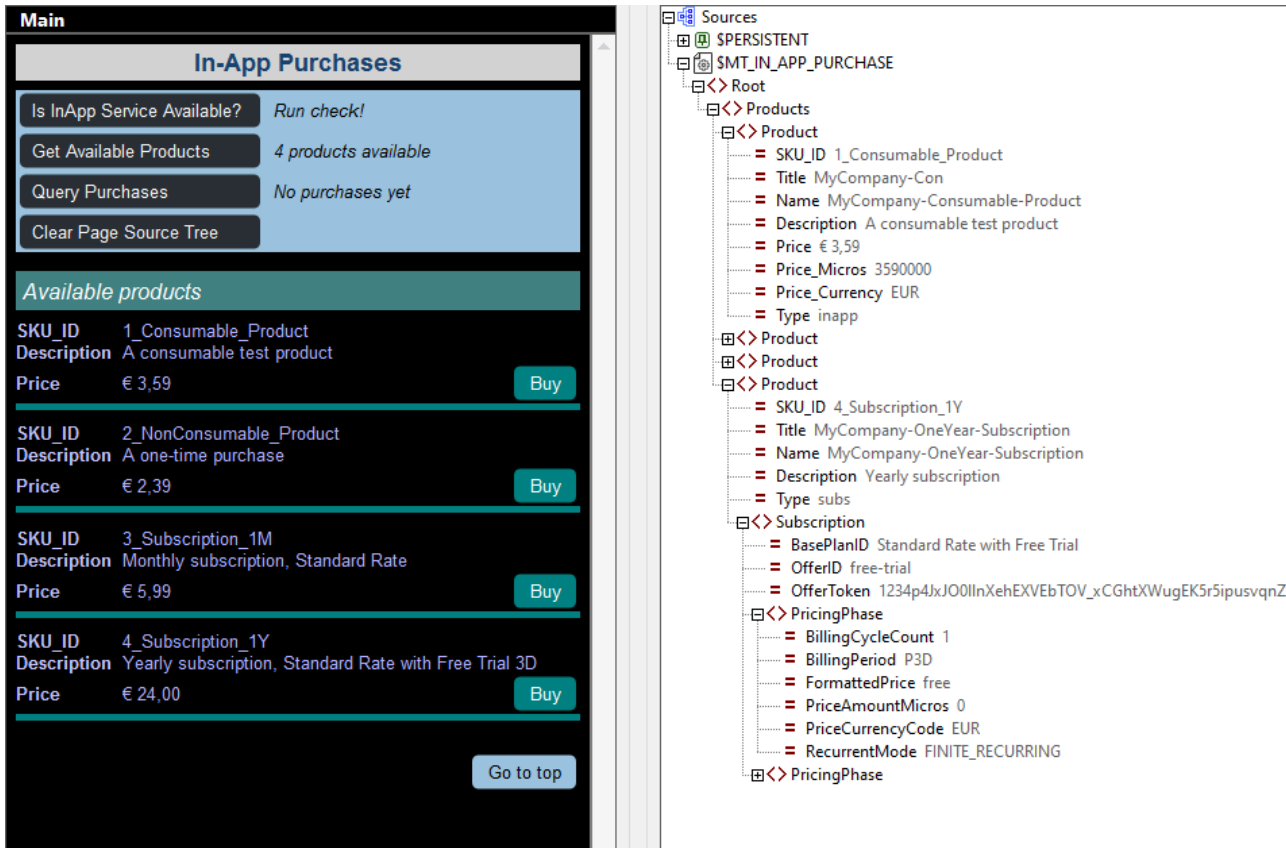 Main
In-App Purchases
Is InApp Service Available? Run check!
Get Available Products 4 products available
Query Purchases No purchases yet
Clear Page Source Tree
Available products
SKU_ID 1_Consumable_Product
Description A consumable test product
Price € 3,59 Buy
SKU_ID 2_NonConsumable_Product
Description A one-time purchase
Price € 2,39 Buy
SKU_ID 3_Subscription_1M
Description Monthly subscription, Standard Rate
Price € 5,99 Buy
SKU_ID 4_Subscription_1Y
Description Yearly subscription, Standard Rate with Free Trial 3D
Price € 24,00 Buy
Go to top
Sources
$PERSISTENT
$MT_IN_APP_PURCHASE
Root
Products
Product
SKU_ID 1_Consumable_Product
Title MyCompany-Con
Name MyCompany-Consumable-Product
Description A consumable test product
Price € 3,59
Price_Micros 3590000
Price_Currency EUR
Type inapp
Product
Product
Product
SKU_ID 4_Subscription_1Y
Title MyCompany-OneYear-Subscription
Name MyCompany-OneYear-Subscription
Description Yearly subscription
Type subs
Subscription
BasePlanID Standard Rate with Free Trial
OfferID free-trial
OfferToken 1234p4JxJO0IlnXehEXVEbTOV_xCGhtXWugEK5r5ipusvqnZ
PricingPhase
BillingCycleCount 1
BillingPeriod P3D
FormattedPrice free
PriceAmountMicros 0
PriceCurrencyCode EUR
RecurrentMode FINITE_RECURRING
PricingPhase